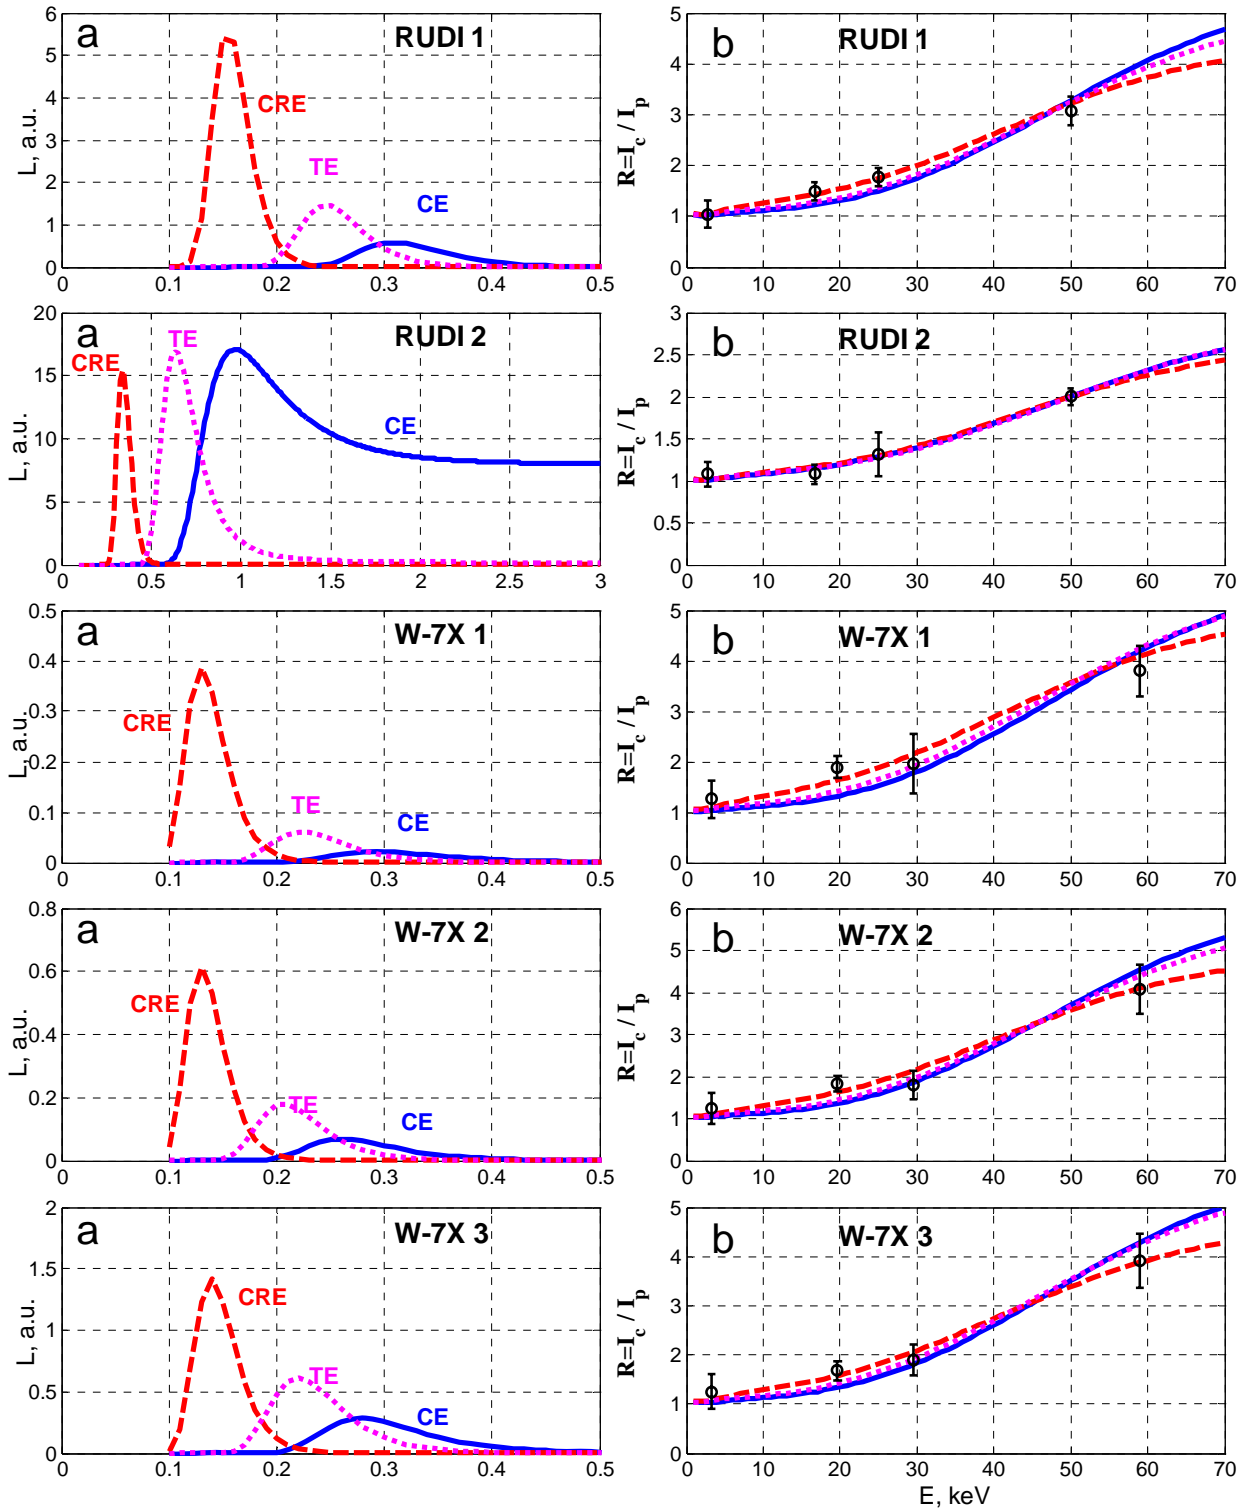 a
RUDI 1
CRE
TE
CE
L, a.u.
6
5
4
3
2
1
0
0 0.1 0.2 0.3 0.4 0.5
b
RUDI 1
R=I_c / I_p
5
4
3
2
1
0
0 10 20 30 40 50 60 70
a
RUDI 2
TE
CRE
CE
L, a.u.
20
15
10
5
0
0 0.5 1 1.5 2 2.5 3
b
RUDI 2
R=I_c / I_p
3
2.5
2
1.5
1
0.5
0
0 10 20 30 40 50 60 70
a
W-7X 1
CRE
TE
CE
L, a.u.
0.5
0.4
0.3
0.2
0.1
0
0 0.1 0.2 0.3 0.4 0.5
b
W-7X 1
R=I_c / I_p
5
4
3
2
1
0
0 10 20 30 40 50 60 70
a
W-7X 2
CRE
TE
CE
L, a.u.
0.8
0.6
0.4
0.2
0
0 0.1 0.2 0.3 0.4 0.5
b
W-7X 2
R=I_c / I_p
6
5
4
3
2
1
0
0 10 20 30 40 50 60 70
a
W-7X 3
CRE
TE
CE
L, a.u.
2
1.5
1
0.5
0
0 0.1 0.2 0.3 0.4 0.5
b
W-7X 3
R=I_c / I_p
5
4
3
2
1
0
0 10 20 30 40 50 60 70
E, keV